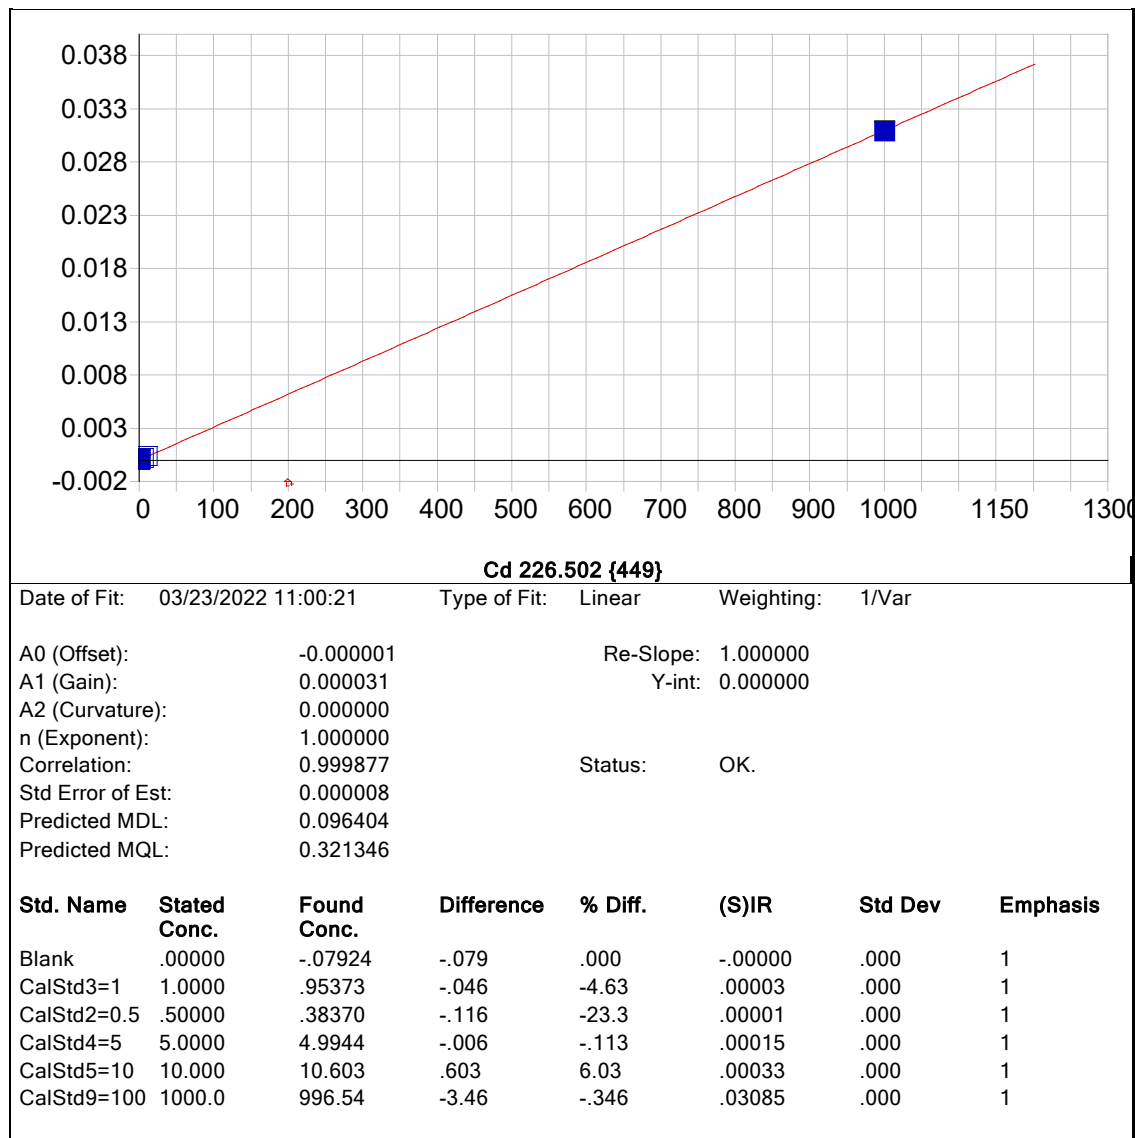 0.038
0.033
0.028
0.023
0.018
0.013
0.008
0.003
-0.002
0 100 200 300 400 500 600 700 800 900 1000 1150 1300
Cd 226.502 {449}
Date of Fit: 03/23/2022 11:00:21 Type of Fit: Linear Weighting: 1/Var
A0 (Offset): -0.000001 Re-Slope: 1.000000
A1 (Gain): 0.000031 Y-int: 0.000000
A2 (Curvature): 0.000000
n (Exponent): 1.000000
Correlation: 0.999877 Status: OK.
Std Error of Est: 0.000008
Predicted MDL: 0.096404
Predicted MQL: 0.321346
Std. Name Stated Found Difference % Diff. (S)IR Std Dev Emphasis
Conc. Conc.
Blank .00000 -.07924 -.079 .000 -.00000 .000 1
CalStd3=1 1.0000 .95373 -.046 -4.63 .00003 .000 1
CalStd2=0.5 .50000 .38370 -.116 -23.3 .00001 .000 1
CalStd4=5 5.0000 4.9944 -.006 -.113 .00015 .000 1
CalStd5=10 10.000 10.603 .603 6.03 .00033 .000 1
CalStd9=100 1000.0 996.54 -3.46 -.346 .03085 .000 1